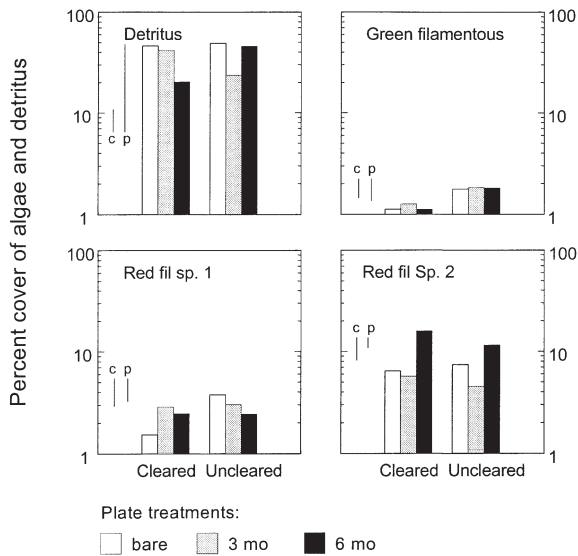 Percent cover of algae and detritus
100
Detritus
10
c p
1
Green filamentous
100
c p
10
1
100
Red fil sp. 1
10
c p
1
Cleared Uncleared
Red fil Sp. 2
100
c p
10
1
Cleared Uncleared
Plate treatments:
bare 3 mo 6 mo